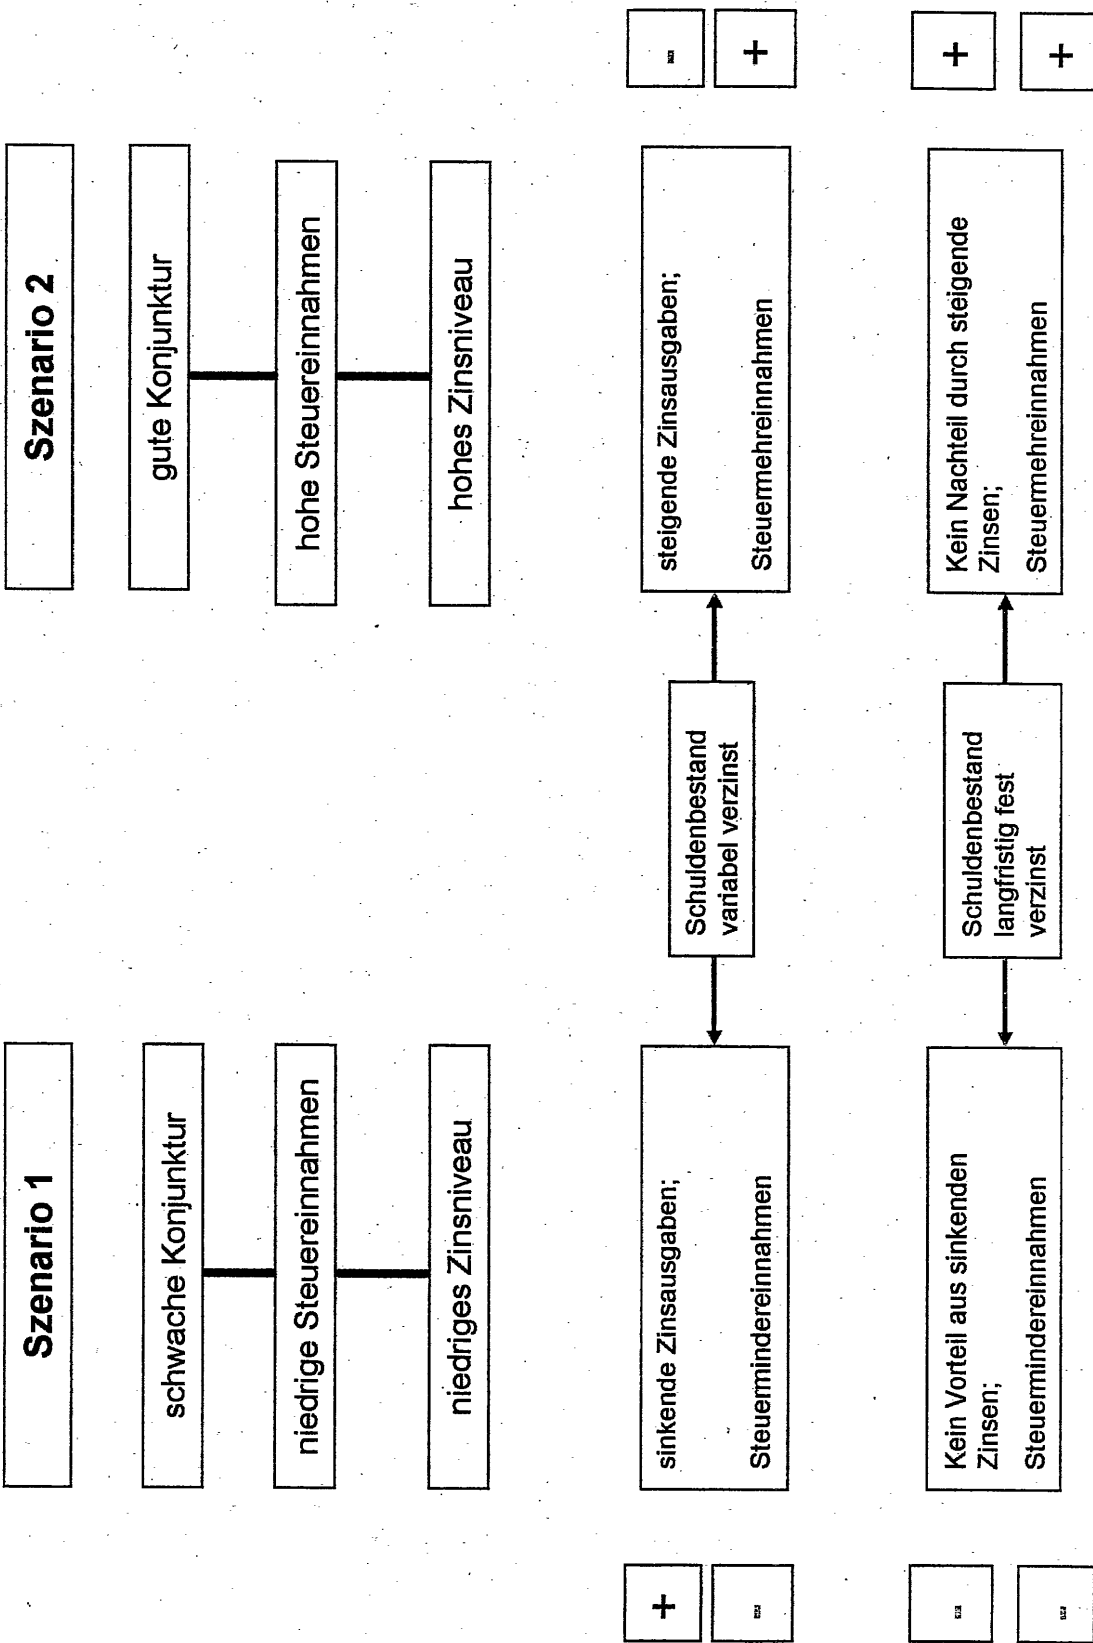 Szenario 1
Szenario 2
schwache Konjunktur
gute Konjunktur
niedrige Steuereinnahmen
hohe Steuereinnahmen
niedriges Zinsniveau
hohes Zinsniveau
+
-
sinkende Zinsausgaben;
Steuermindereinnahmen
Schuldenbestand
variabel verzinst
steigende Zinsausgaben;
Steuermehreinnahmen
-
+
-
-
Kein Vorteil aus sinkenden
Zinsen;
Steuermindereinnahmen
Schuldenbestand
langfristig fest
verzinst
Kein Nachteil durch steigende
Zinsen;
Steuermehreinnahmen
+
+